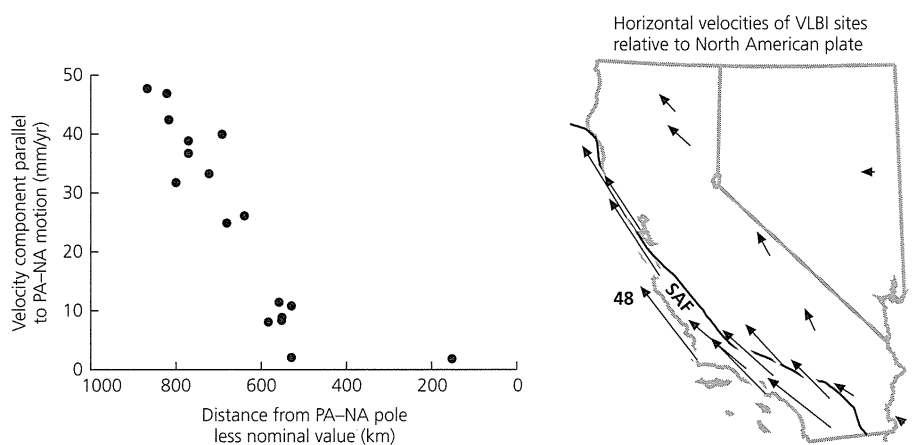 Horizontal velocities of VLBI sites
relative to North American plate
50
40
30
20
10
0
1000 800 600 400 200 0
Velocity component parallel
to PA–NA motion (mm/yr)
Distance from PA–NA pole
less nominal value (km)
48
SAF